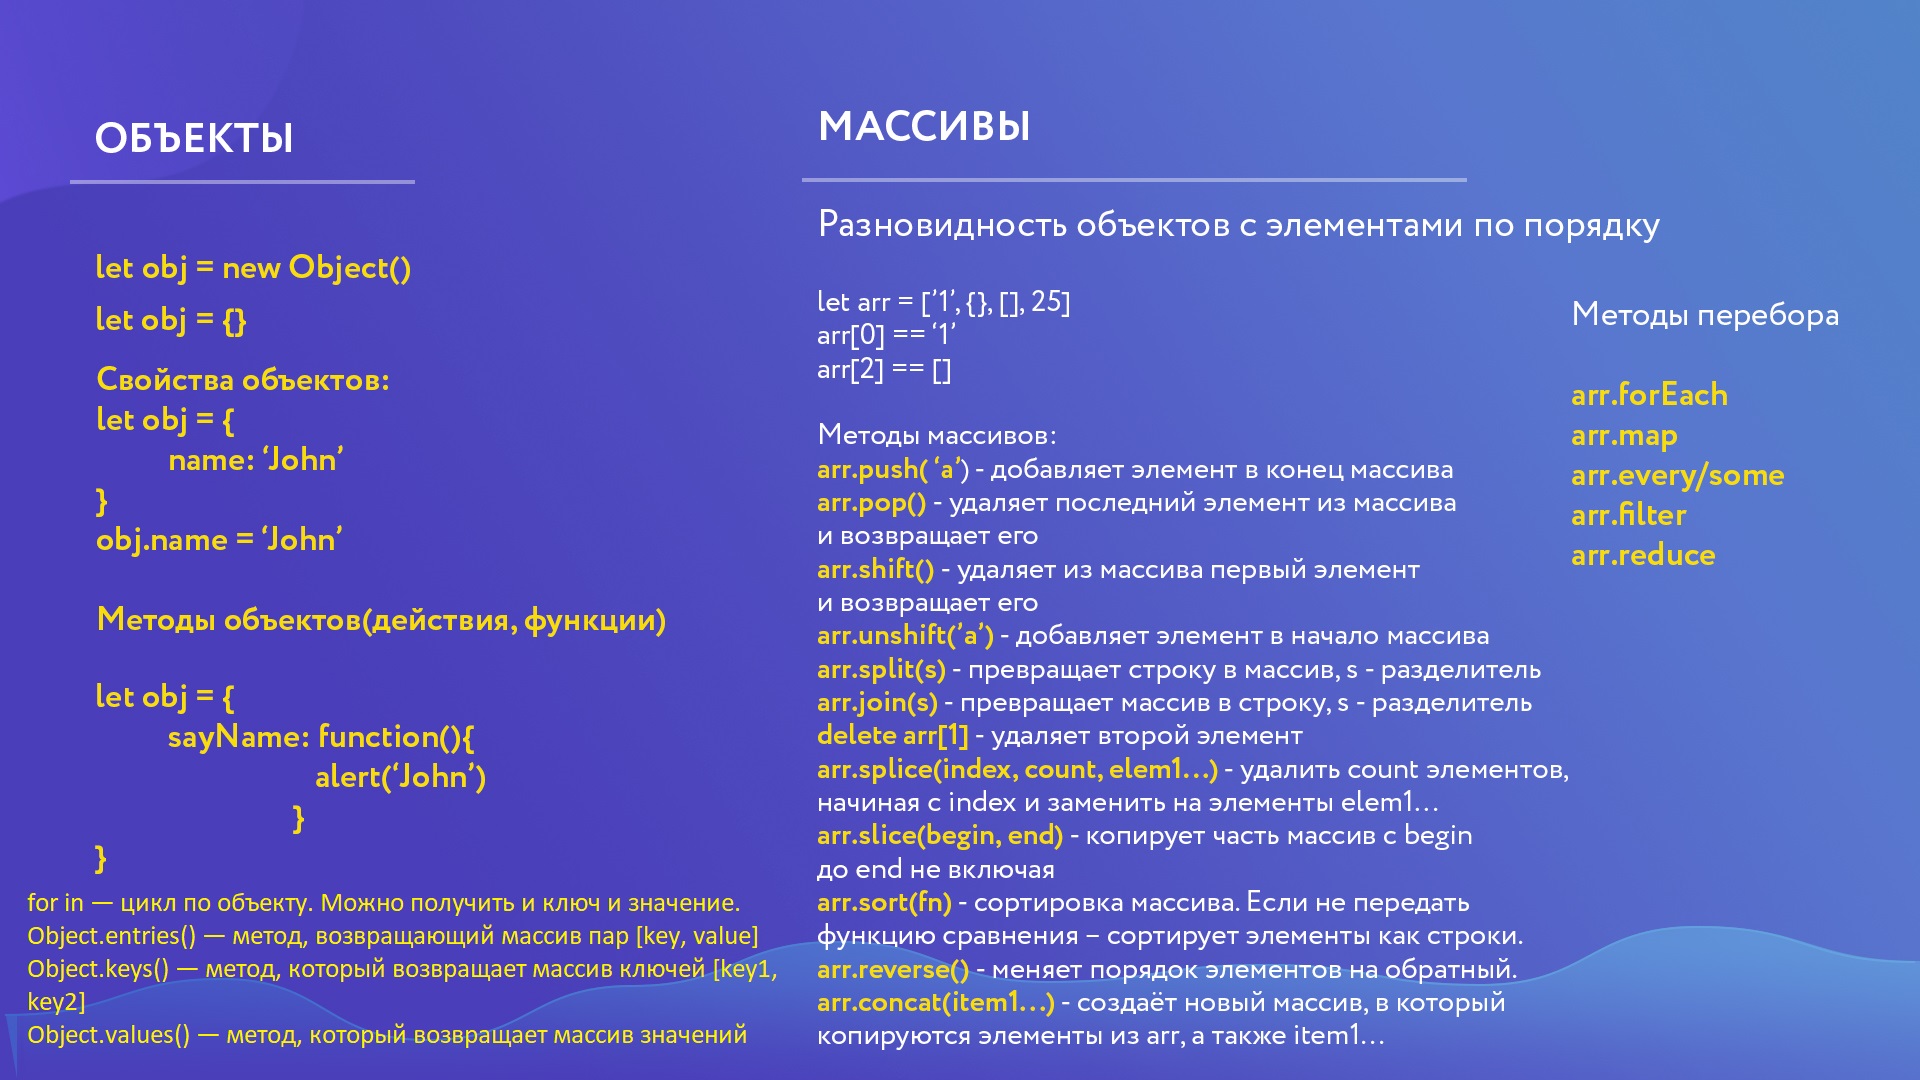 ОБЪЕКТЫ
let obj = new Object()
let obj = {}
Свойства объектов:
let obj = {
name: ‘John’
}
obj.name = ‘John’
Методы объектов(действия, функции)
let obj = {
sayName: function(){
alert(‘John’)
}
}
for in — цикл по объекту. Можно получить и ключ и значение.
Object.entries() — метод, возвращающий массив пар [key, value]
Object.keys() — метод, который возвращает массив ключей [key1,
key2]
Object.values() — метод, который возвращает массив значений
МАССИВЫ
Разновидность объектов с элементами по порядку
let arr = [’1’, {}, [], 25]
arr[0] == ‘1’
arr[2] == []
Методы массивов:
arr.push( ‘a’) - добавляет элемент в конец массива
arr.pop() - удаляет последний элемент из массива
и возвращает его
arr.shift() - удаляет из массива первый элемент
и возвращает его
arr.unshift(’a’) - добавляет элемент в начало массива
arr.split(s) - превращает строку в массив, s - разделитель
arr.join(s) - превращает массив в строку, s - разделитель
delete arr[1] - удаляет второй элемент
arr.splice(index, count, elem1…) - удалить count элементов,
начиная с index и заменить на элементы elem1…
arr.slice(begin, end) - копирует часть массив с begin
до end не включая
arr.sort(fn) - сортировка массива. Если не передать
функцию сравнения – сортирует элементы как строки.
arr.reverse() - меняет порядок элементов на обратный.
arr.concat(item1…) - создаёт новый массив, в который
копируются элементы из arr, а также item1…
Методы перебора
arr.forEach
arr.map
arr.every/some
arr.filter
arr.reduce